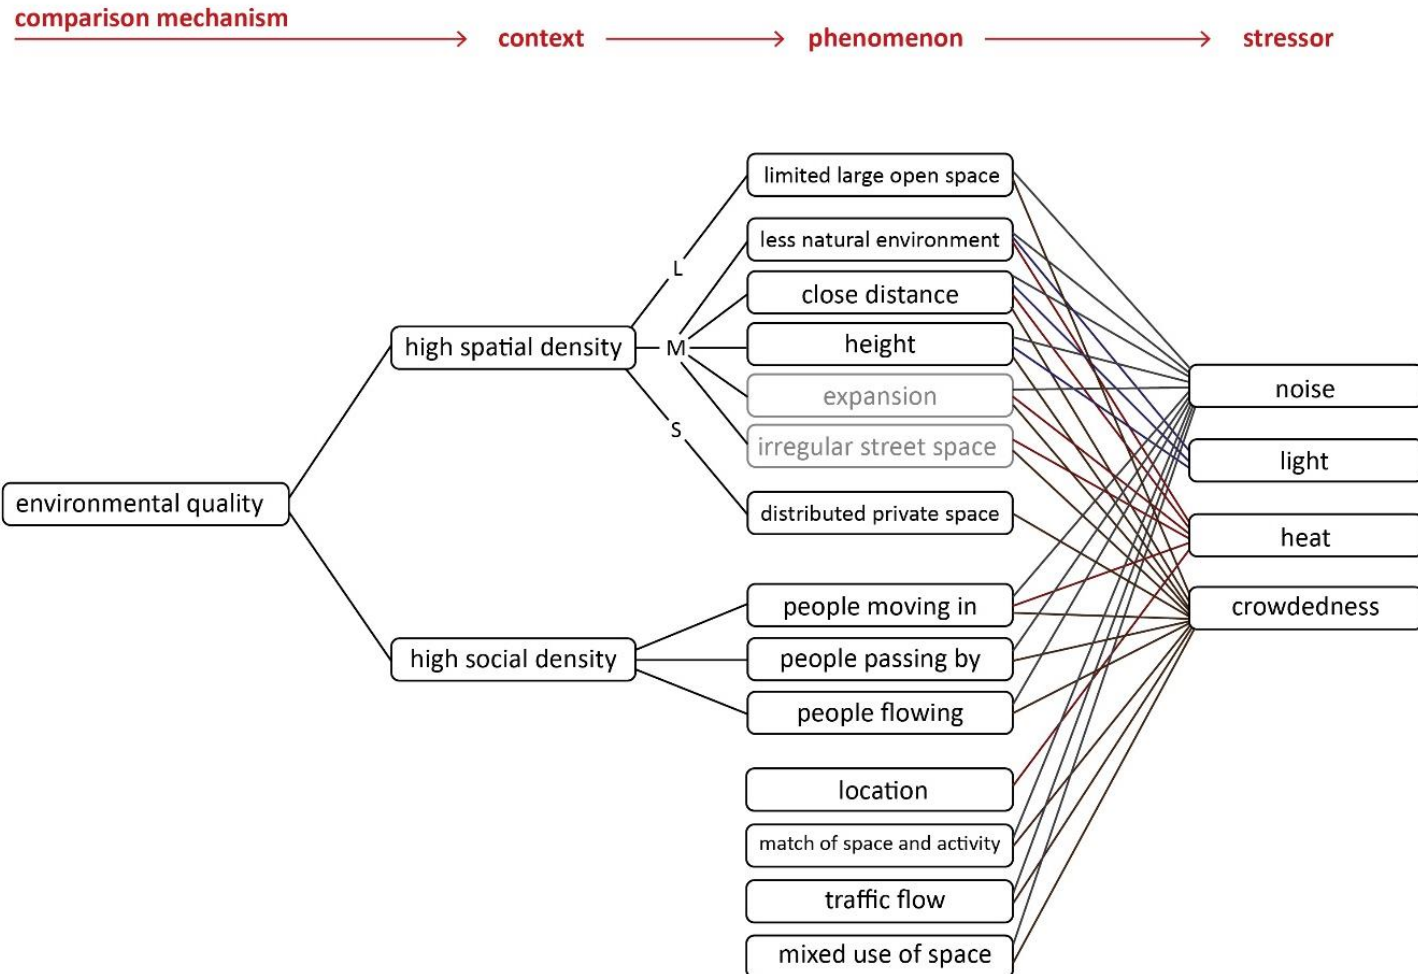 comparison mechanism
context
phenomenon
stressor
limited large open space
less natural environment
close distance
height
expansion
irregular street space
distributed private space
L
M
S
high spatial density
environmental quality
high social density
people moving in
people passing by
people flowing
location
match of space and activity
traffic flow
mixed use of space
noise
light
heat
crowdedness